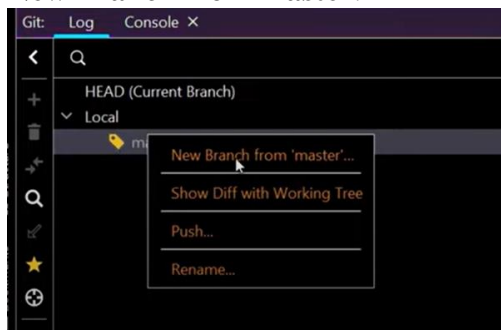 Git: Log Console ×
HEAD (Current Branch)
Local
New Branch from 'master'...
Show Diff with Working Tree
Push...
Rename...